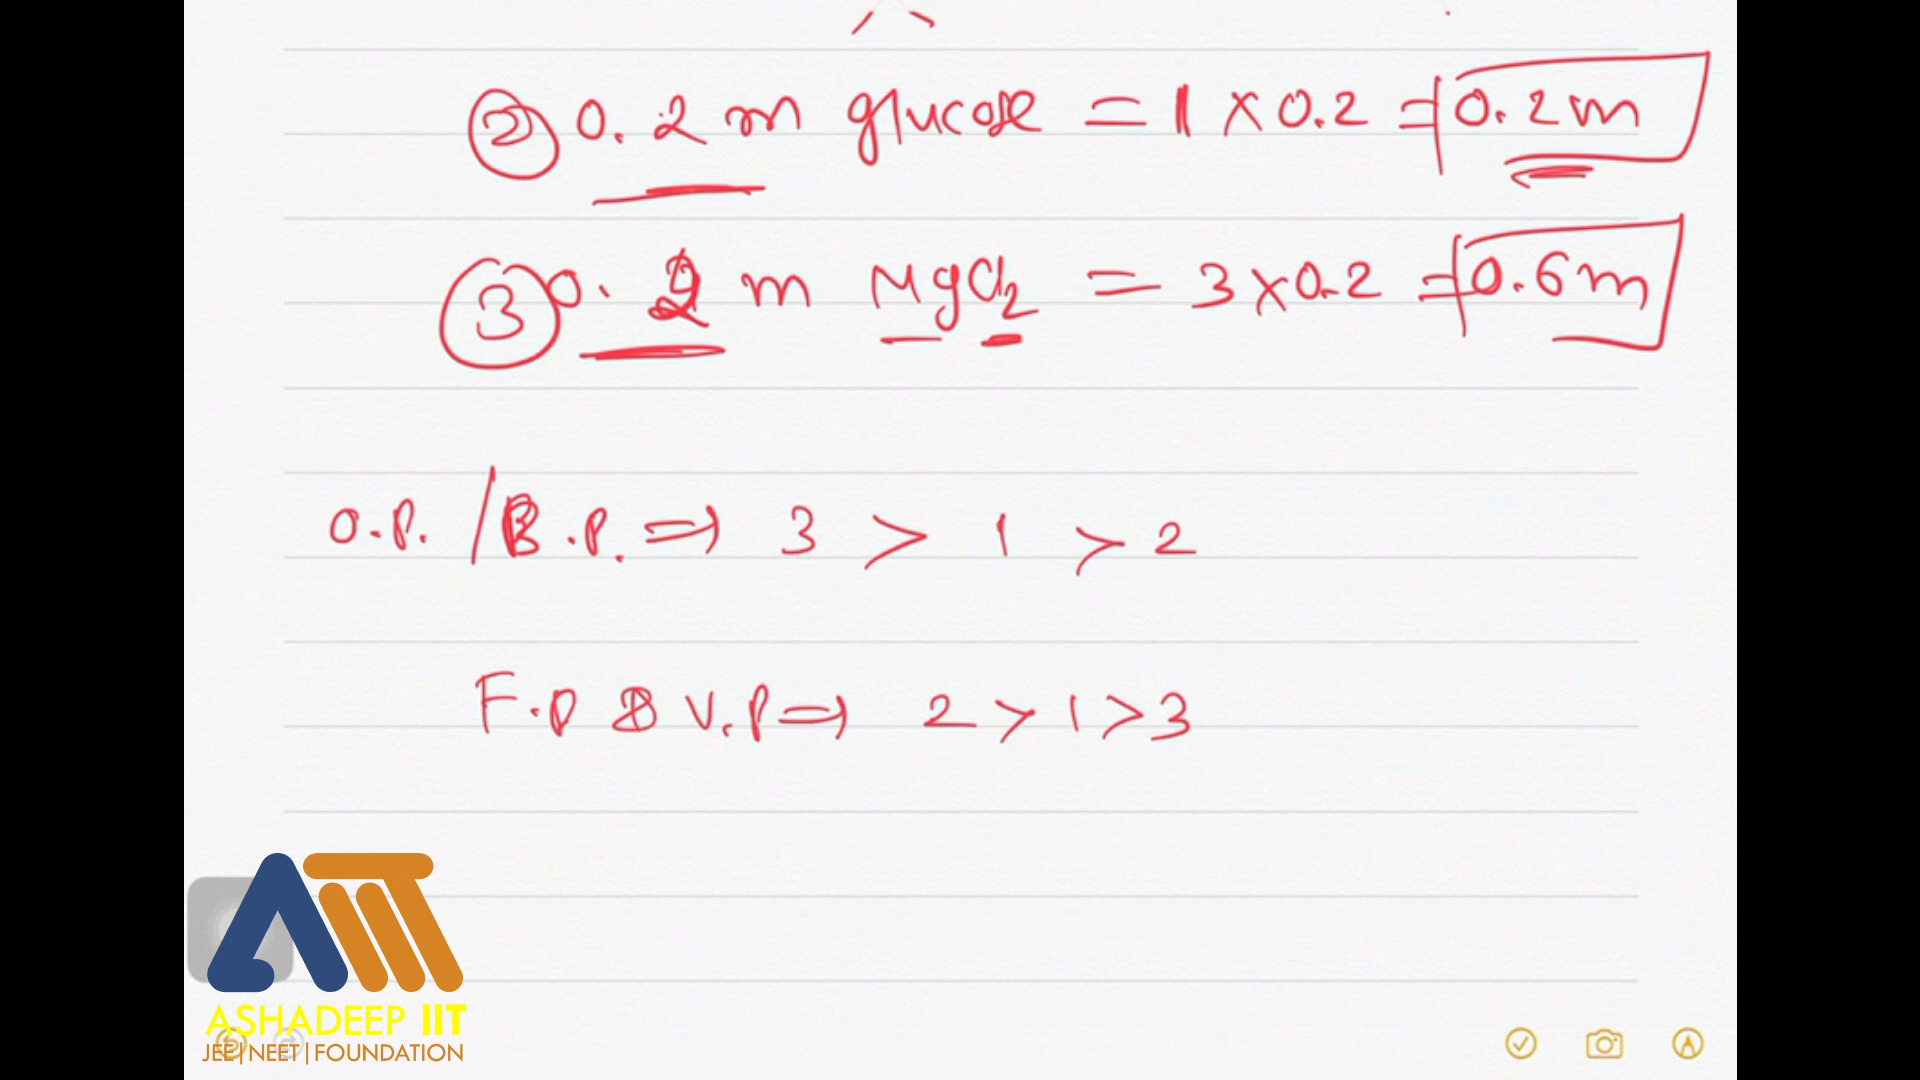 ② 0.2 m glucose = 1 × 0.2 = 0.2 m
③ 0.2 m MgCl₂ = 3 × 0.2 = 0.6 m
O.P. / B.P. ⇒ 3 > 1 > 2
F.P & V.P ⇒ 2 > 1 > 3
ASHADEEP IIT
JEE|NEET|FOUNDATION